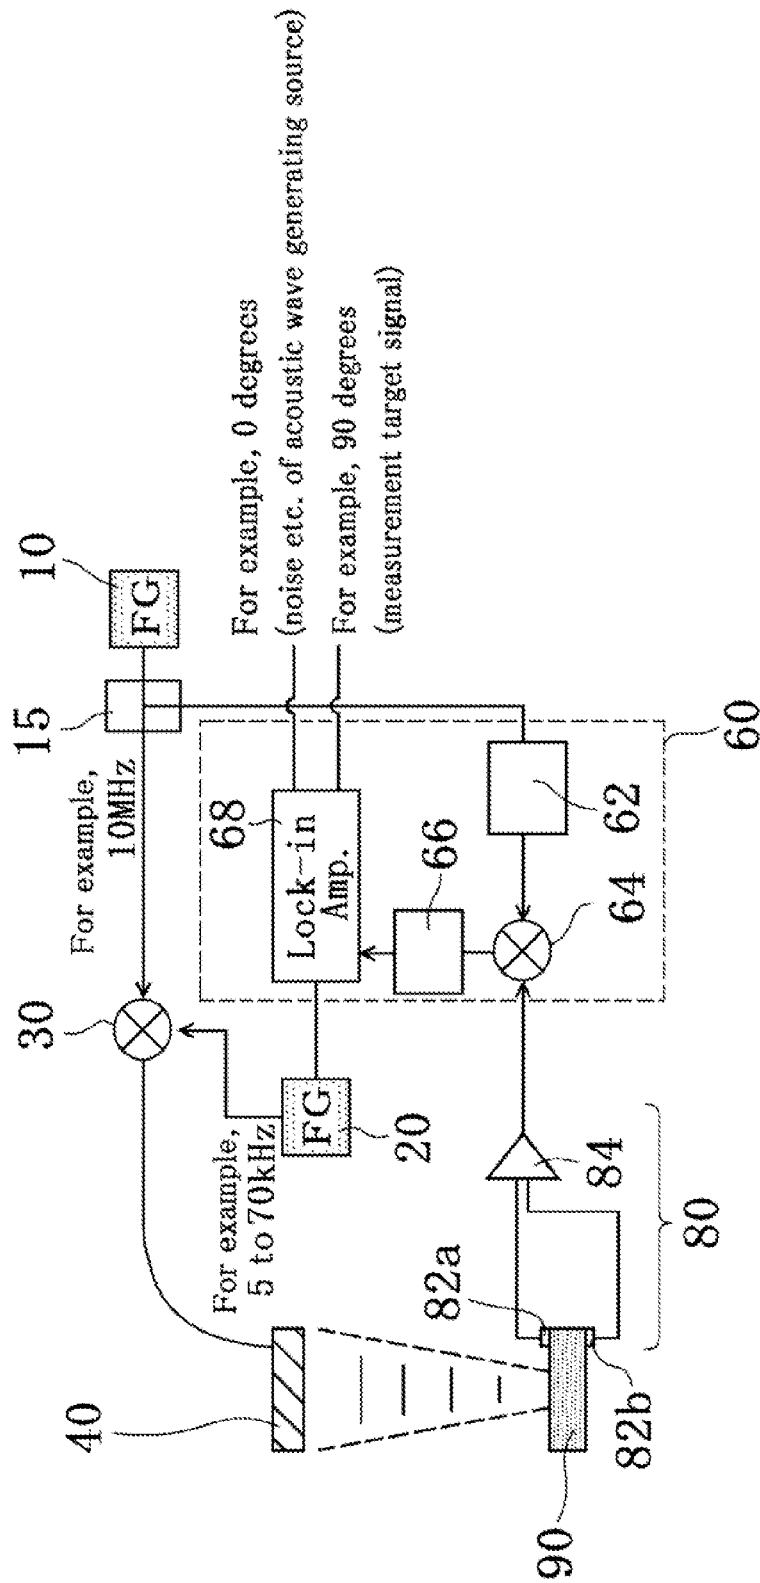 10
FG
15
For example,
10MHz
30
For example, 0 degrees
(noise etc. of acoustic wave generating source)
For example, 90 degrees
(measurement target signal)
68
Lock-in
Amp.
66
62
64
60
FG
20
For example,
5 to 70kHz
40
82a
82b
84
80
90